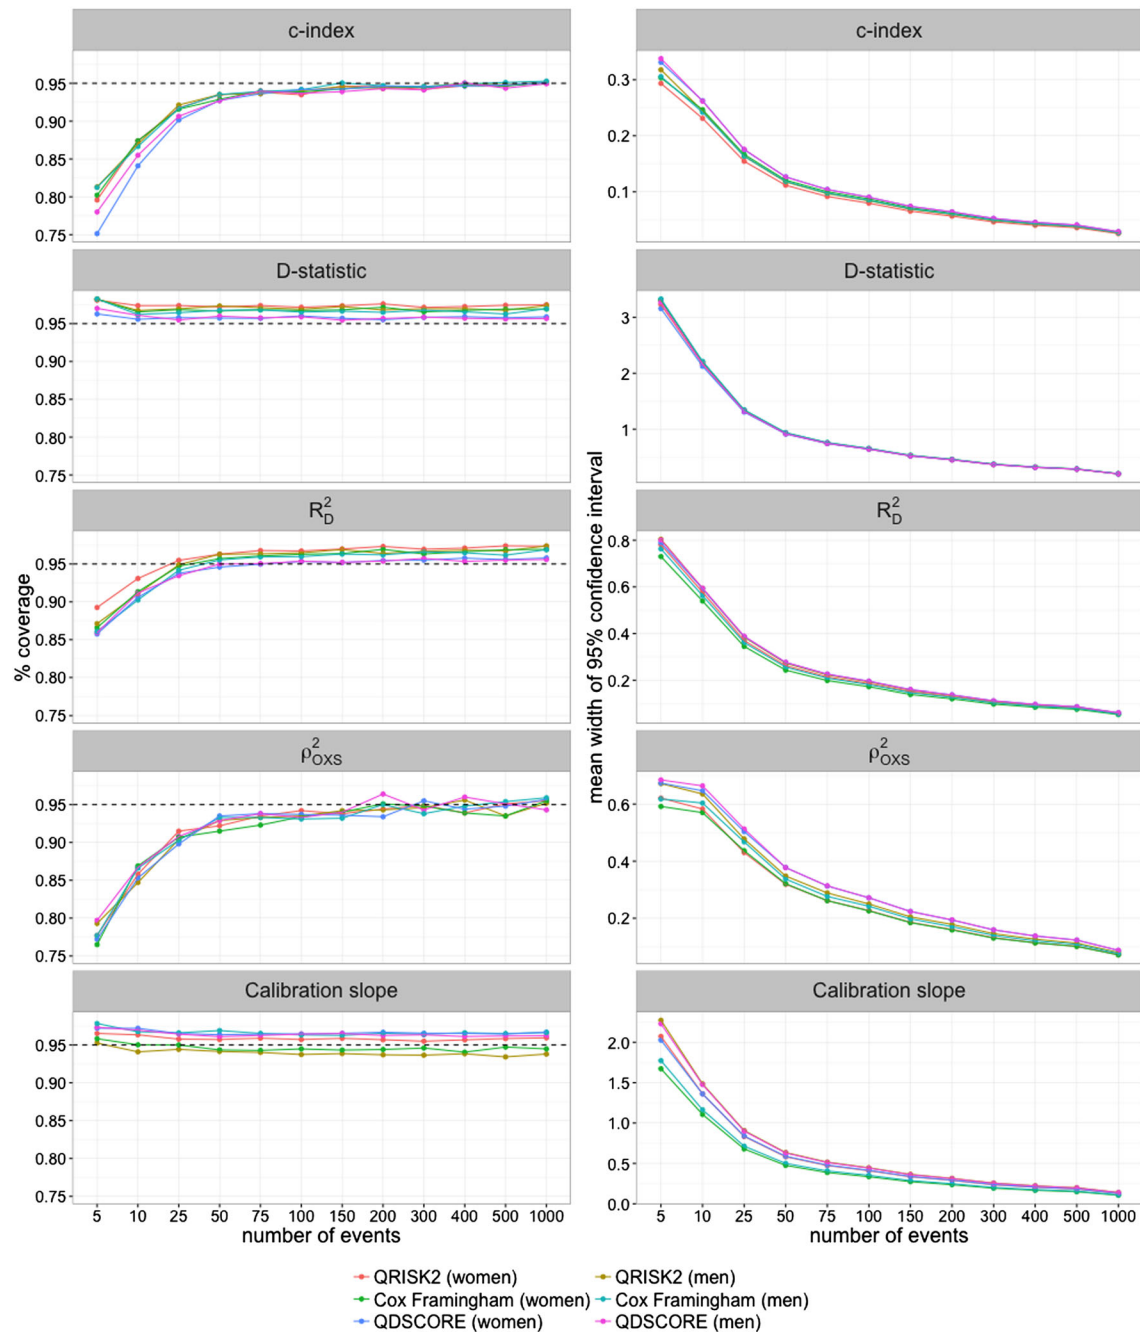 c-index
0.95
0.90
0.85
0.80
0.75
D-statistic
0.95
0.90
0.85
0.80
0.75
R²D
0.95
0.90
0.85
0.80
0.75
ρ²OXS
0.95
0.90
0.85
0.80
0.75
Calibration slope
0.95
0.90
0.85
0.80
0.75
5 10 25 50 75 100 150 200 300 400 500 1000
number of events
% coverage
c-index
0.3
0.2
0.1
D-statistic
3
2
1
R²D
0.8
0.6
0.4
0.2
ρ²OXS
0.6
0.4
0.2
Calibration slope
2.0
1.5
1.0
0.5
0.0
5 10 25 50 75 100 150 200 300 400 500 1000
number of events
mean width of 95% confidence interval
QRISK2 (women) QRISK2 (men)
Cox Framingham (women) Cox Framingham (men)
QDSCORE (women) QDSCORE (men)